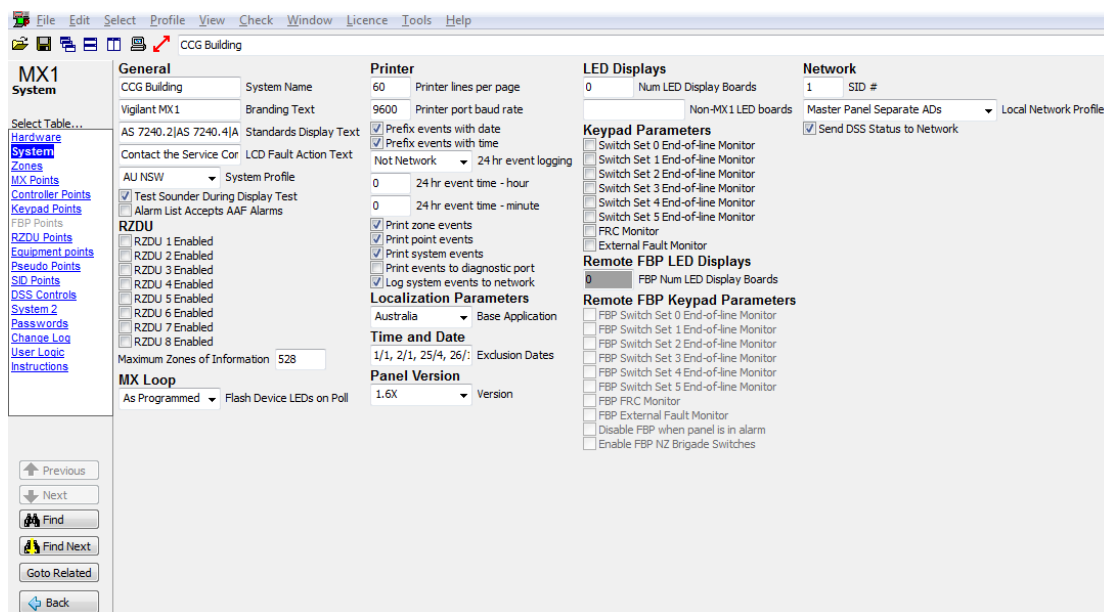 File Edit Select Profile View Check Window Licence Tools Help
CCG Building
MX1
System
Select Table...
Hardware
System
Zones
MX Points
Controller Points
Keypad Points
FBP Points
RZDU Points
Equipment points
Pseudo Points
SID Points
DSS Controls
System 2
Passwords
Change Log
User Logic
Instructions
Previous
Next
Find
Find Next
Goto Related
Back
General
CCG Building System Name
Vigilant MX1 Branding Text
AS 7240.2|AS 7240.4|A Standards Display Text
Contact the Service Cor LCD Fault Action Text
AU NSW System Profile
Test Sounder During Display Test
Alarm List Accepts AAF Alarms
RZDU
RZDU 1 Enabled
RZDU 2 Enabled
RZDU 3 Enabled
RZDU 4 Enabled
RZDU 5 Enabled
RZDU 6 Enabled
RZDU 7 Enabled
RZDU 8 Enabled
Maximum Zones of Information 528
MX Loop
As Programmed Flash Device LEDs on Poll
Printer
60 Printer lines per page
9600 Printer port baud rate
Prefix events with date
Prefix events with time
Not Network 24 hr event logging
0 24 hr event time - hour
0 24 hr event time - minute
Print zone events
Print point events
Print system events
Print events to diagnostic port
Log system events to network
Localization Parameters
Australia Base Application
Time and Date
1/1, 2/1, 25/4, 26/: Exclusion Dates
Panel Version
1.6X Version
LED Displays
0 Num LED Display Boards
Non-MX1 LED boards
Keypad Parameters
Switch Set 0 End-of-line Monitor
Switch Set 1 End-of-line Monitor
Switch Set 2 End-of-line Monitor
Switch Set 3 End-of-line Monitor
Switch Set 4 End-of-line Monitor
Switch Set 5 End-of-line Monitor
FRC Monitor
External Fault Monitor
Remote FBP LED Displays
0 FBP Num LED Display Boards
Remote FBP Keypad Parameters
FBP Switch Set 0 End-of-line Monitor
FBP Switch Set 1 End-of-line Monitor
FBP Switch Set 2 End-of-line Monitor
FBP Switch Set 3 End-of-line Monitor
FBP Switch Set 4 End-of-line Monitor
FBP Switch Set 5 End-of-line Monitor
FBP FRC Monitor
FBP External Fault Monitor
Disable FBP when panel is in alarm
Enable FBP NZ Brigade Switches
Network
1 SID #
Master Panel Separate ADs Local Network Profile
Send DSS Status to Network